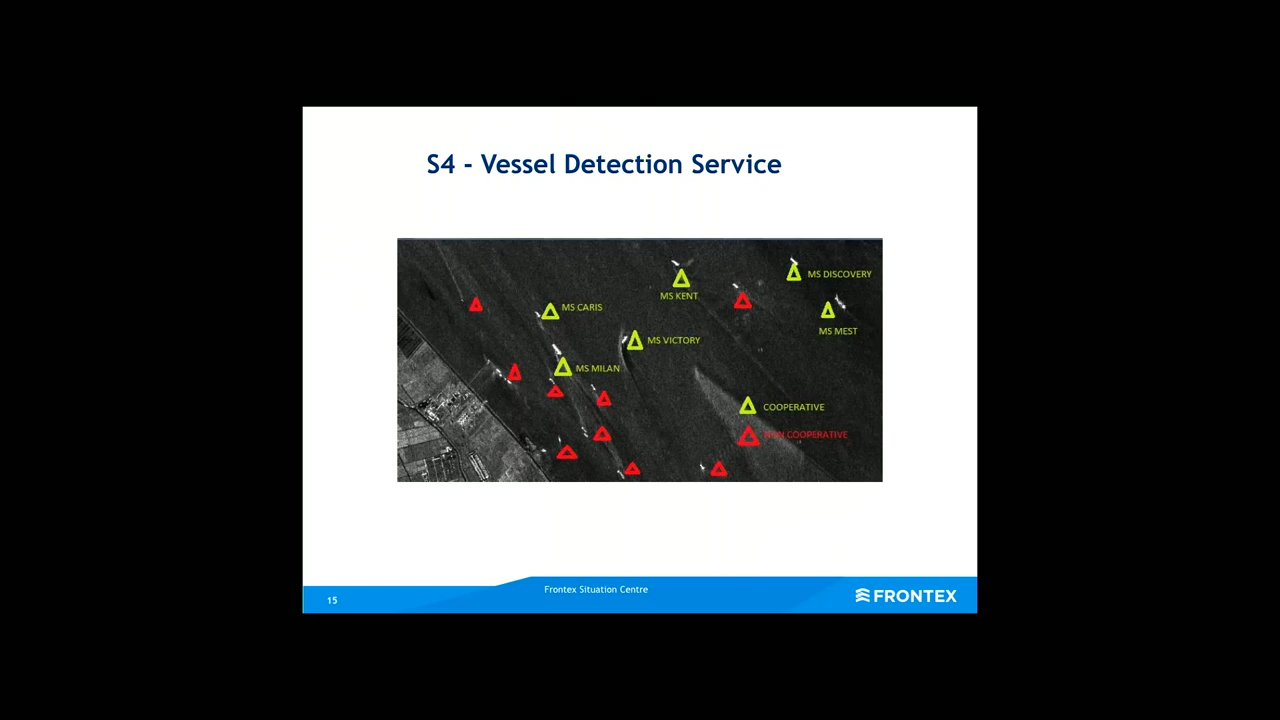 S4 - Vessel Detection Service
MS DISCOVERY
MS KENT
MS CARIS
MS MEST
MS VICTORY
MS MILAN
COOPERATIVE
NON COOPERATIVE
Frontex Situation Centre
15
FRONTEX